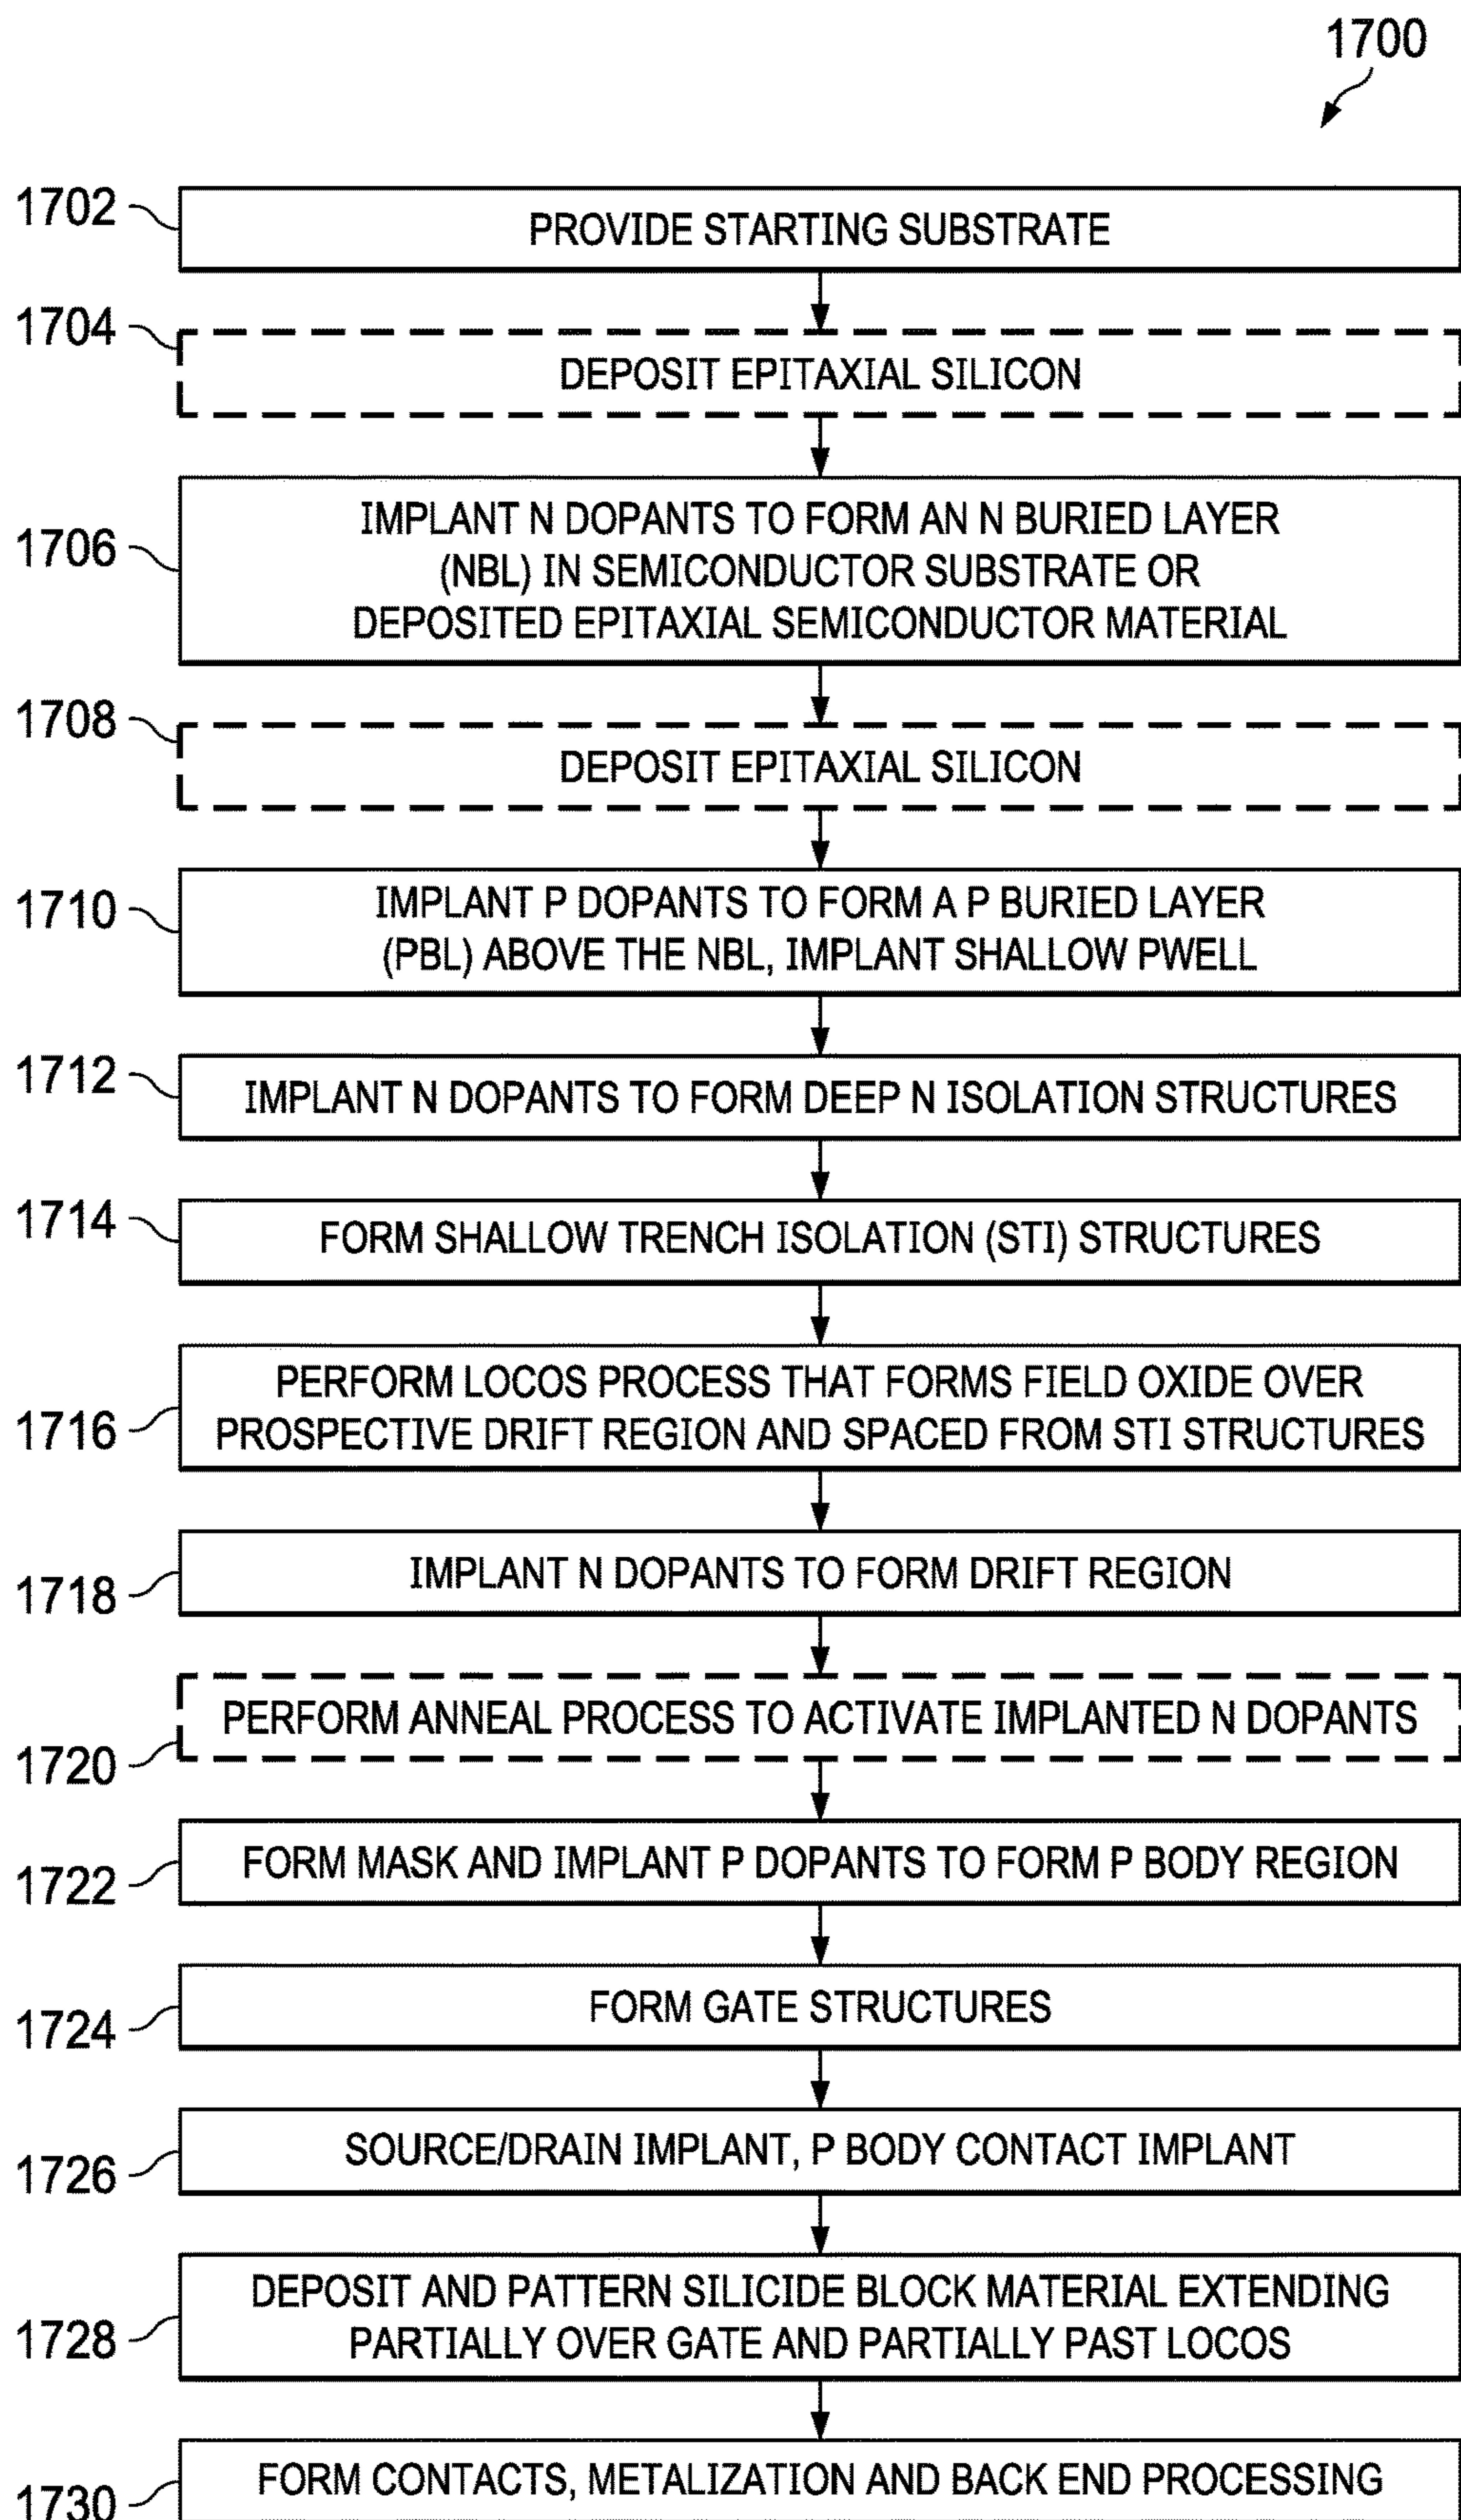 1700
1702
PROVIDE STARTING SUBSTRATE
1704
DEPOSIT EPITAXIAL SILICON
1706
IMPLANT N DOPANTS TO FORM AN N BURIED LAYER
(NBL) IN SEMICONDUCTOR SUBSTRATE OR
DEPOSITED EPITAXIAL SEMICONDUCTOR MATERIAL
1708
DEPOSIT EPITAXIAL SILICON
1710
IMPLANT P DOPANTS TO FORM A P BURIED LAYER
(PBL) ABOVE THE NBL, IMPLANT SHALLOW PWELL
1712
IMPLANT N DOPANTS TO FORM DEEP N ISOLATION STRUCTURES
1714
FORM SHALLOW TRENCH ISOLATION (STI) STRUCTURES
1716
PERFORM LOCOS PROCESS THAT FORMS FIELD OXIDE OVER
PROSPECTIVE DRIFT REGION AND SPACED FROM STI STRUCTURES
1718
IMPLANT N DOPANTS TO FORM DRIFT REGION
1720
PERFORM ANNEAL PROCESS TO ACTIVATE IMPLANTED N DOPANTS
1722
FORM MASK AND IMPLANT P DOPANTS TO FORM P BODY REGION
1724
FORM GATE STRUCTURES
1726
SOURCE/DRAIN IMPLANT, P BODY CONTACT IMPLANT
1728
DEPOSIT AND PATTERN SILICIDE BLOCK MATERIAL EXTENDING
PARTIALLY OVER GATE AND PARTIALLY PAST LOCOS
1730
FORM CONTACTS, METALIZATION AND BACK END PROCESSING